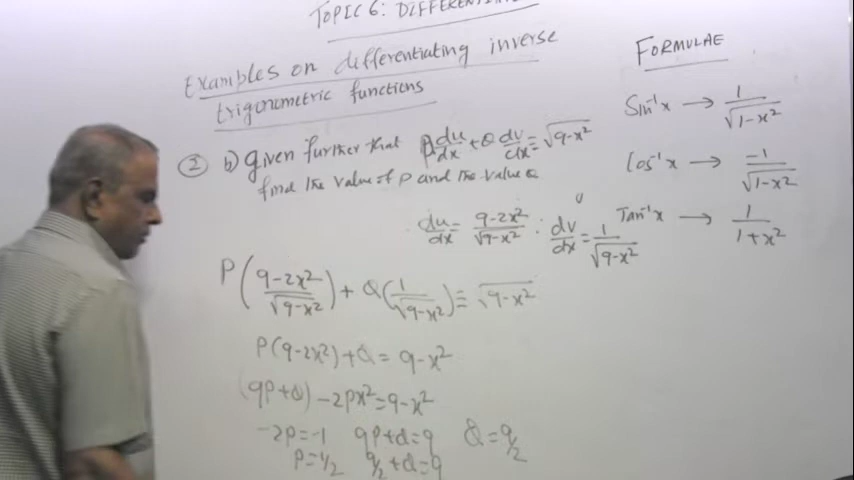 TOPIC 6: DIFFERENTI
Examples on differentiating inverse
trigonometric functions
② b) Given further that P du/dx + Q dv/dx = √9-x²
find the value of P and the value Q
du/dx = 9-2x²/√9-x² : dv/dx = 1/√9-x²
P(9-2x²/√9-x²) + Q(1/√9-x²) = √9-x²
P(9-2x²)+Q = 9-x²
(9P+Q) -2Px² = 9-x²
-2P=-1 9P+Q=9 Q=9/2
P=1/2 9/2+Q=9
FORMULAE
Sin⁻¹x → 1/√1-x²
Cos⁻¹x → -1/√1-x²
Tan⁻¹x → 1/1+x²